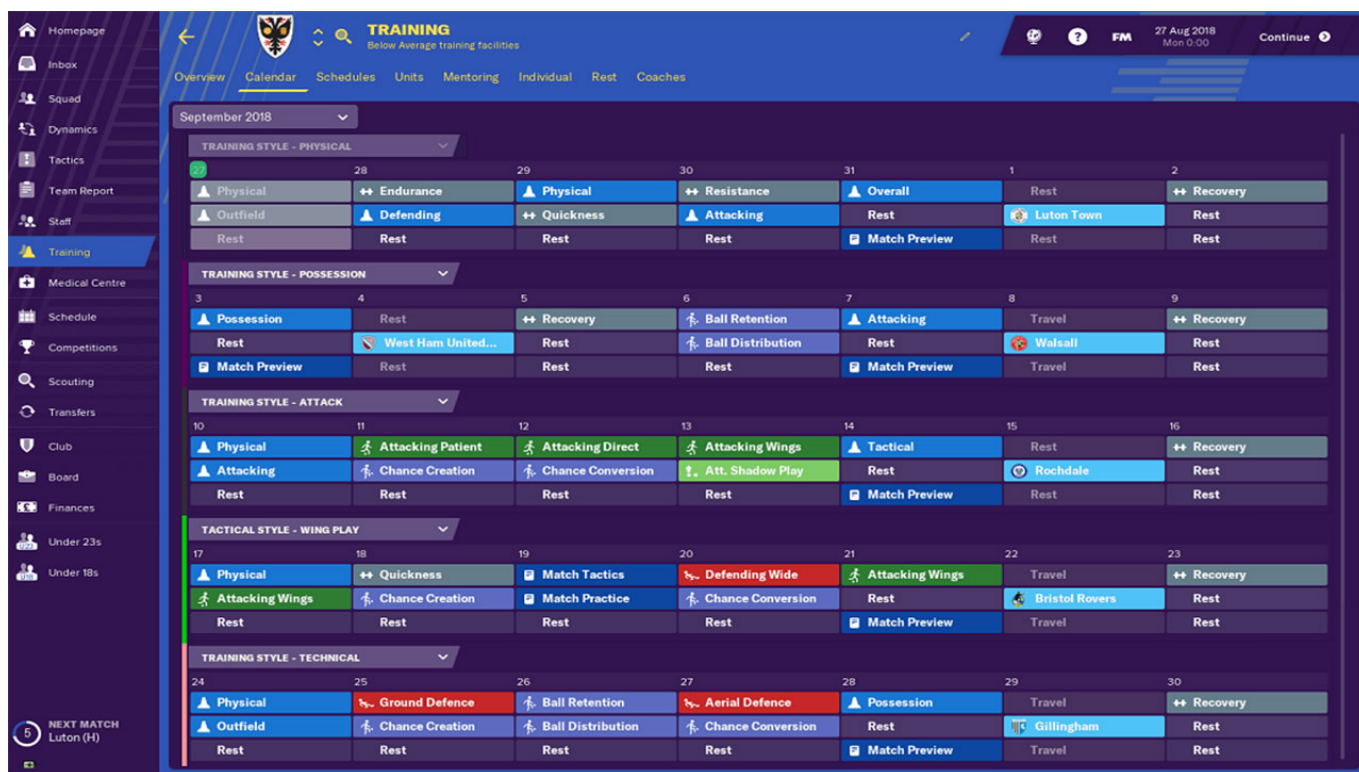 Homepage
Inbox
Squad
Dynamics
Tactics
Team Report
Staff
Training
Medical Centre
Schedule
Competitions
Scouting
Transfers
Club
Board
Finances
Under 23s
Under 18s
NEXT MATCH
5 Luton (H)
TRAINING
Below Average training facilities
? FM 27 Aug 2018 Continue
Mon 0:00
Overview Calendar Schedules Units Mentoring Individual Rest Coaches
September 2018
TRAINING STYLE - PHYSICAL
27 28 29 30 31 1 2
Physical Endurance Physical Resistance Overall Rest Recovery
Outfield Defending Quickness Attacking Rest Luton Town Rest
Rest Rest Rest Rest Match Preview Rest Rest
TRAINING STYLE - POSSESSION
3 4 5 6 7 8 9
Possession Rest Recovery Ball Retention Attacking Travel Recovery
Rest West Ham United... Rest Ball Distribution Rest Walsall Rest
Match Preview Rest Rest Rest Match Preview Travel Rest
TRAINING STYLE - ATTACK
10 11 12 13 14 15 16
Physical Attacking Patient Attacking Direct Attacking Wings Tactical Rest Recovery
Attacking Chance Creation Chance Conversion Att. Shadow Play Rest Rochdale Rest
Rest Rest Rest Rest Match Preview Rest Rest
TACTICAL STYLE - WING PLAY
17 18 19 20 21 22 23
Physical Quickness Match Tactics Defending Wide Attacking Wings Travel Recovery
Attacking Wings Chance Creation Match Practice Chance Conversion Rest Bristol Rovers Rest
Rest Rest Rest Rest Match Preview Travel Rest
TRAINING STYLE - TECHNICAL
24 25 26 27 28 29 30
Physical Ground Defence Ball Retention Aerial Defence Possession Travel Recovery
Outfield Chance Creation Ball Distribution Chance Conversion Rest Gillingham Rest
Rest Rest Rest Rest Match Preview Travel Rest